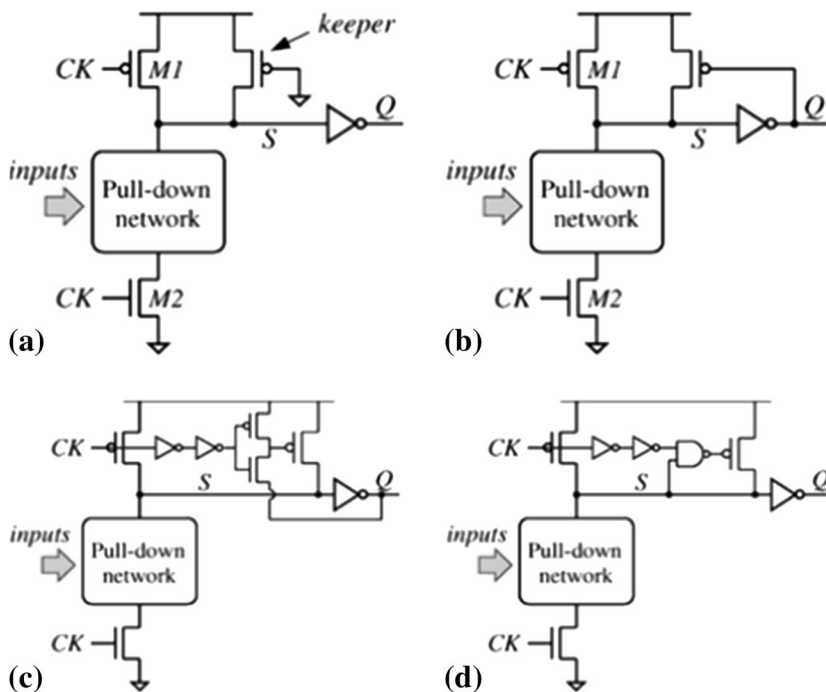 keeper
CK
M1
Q
S
inputs
Pull-down
network
CK
M2
(a)
CK
M1
Q
S
inputs
Pull-down
network
CK
M2
(b)
CK
S
Q
inputs
Pull-down
network
CK
(c)
CK
S
Q
inputs
Pull-down
network
CK
(d)